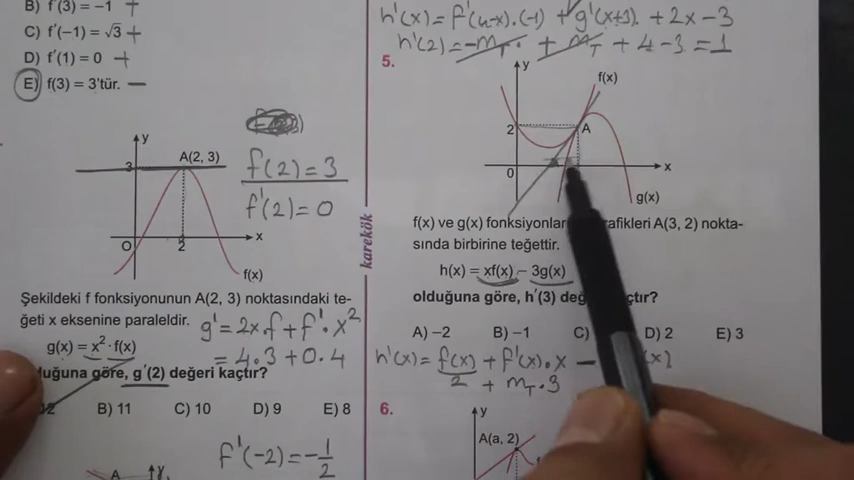 B) f'(3) = −1 +
C) f'(−1) = √3 +
D) f'(1) = 0 +
E) f(3) = 3'tür. —
y
A(2, 3)
3
O
2
x
f(x)
f(2) = 3
f'(2) = 0
Şekildeki f fonksiyonunun A(2, 3) noktasındaki te-
ğeti x eksenine paraleldir.
g' = 2x.f + f'.x²
g(x) = x² · f(x)
= 4.3 + 0.4
duğuna göre, g'(2) değeri kaçtır?
12 B) 11 C) 10 D) 9 E) 8
f'(-2) = -1/2
A
y
karekök
h'(x) = f'(4-x).(-1) + g'(x+1). + 2x - 3
h'(2) = -m_T. + m_T + 4 - 3 = 1
5.
y
f(x)
2
A
0
x
g(x)
f(x) ve g(x) fonksiyonlar rafikleri A(3, 2) nokta-
sında birbirine teğettir.
h(x) = xf(x) − 3g(x)
olduğuna göre, h'(3) değ çtır?
A) −2 B) −1 C) D) 2 E) 3
h'(x) = f(x) + f'(x).x — (x)
2 + m_T.3
6.
y
A(a, 2)